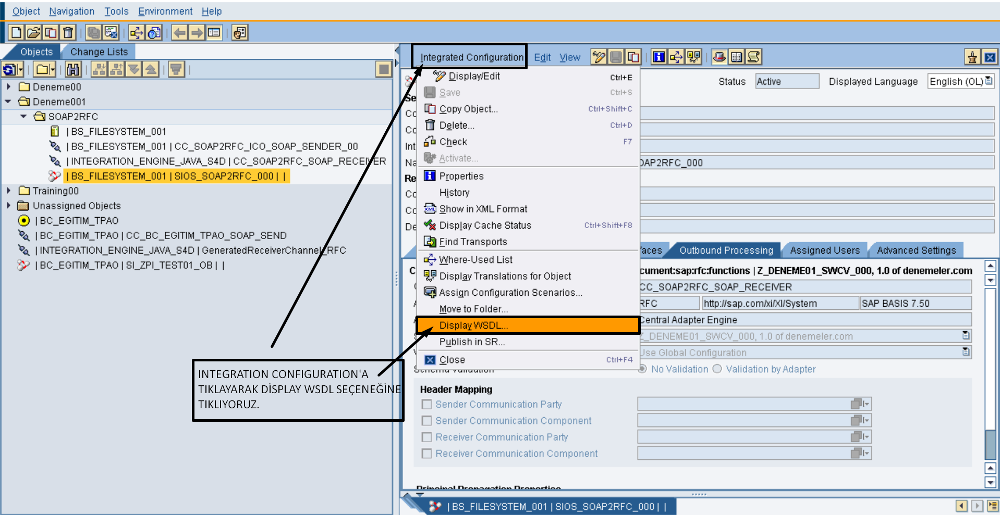 Object Navigation Tools Environment Help
Objects Change Lists
Deneme00
Deneme001
SOAP2RFC
| BS_FILESYSTEM_001
| BS_FILESYSTEM_001 | CC_SOAP2RFC_ICO_SOAP_SENDER_00
| INTEGRATION_ENGINE_JAVA_S4D | CC_SOAP2RFC_SOAP_RECEIVER
| BS_FILESYSTEM_001 | SIOS_SOAP2RFC_000 | |
Training00
Unassigned Objects
| BC_EGITIM_TPAO
| BC_EGITIM_TPAO | CC_BC_EGITIM_TPAO_SOAP_SEND
| INTEGRATION_ENGINE_JAVA_S4D | GeneratedReceiverChannel_RFC
| BC_EGITIM_TPAO | SI_ZPI_TEST01_OB | |
INTEGRATION CONFIGURATION'A
TIKLAYARAK DİSPLAY WSDL SEÇENEĞİNE
TIKLIYORUZ.
Integrated Configuration Edit View
Display/Edit Ctrl+E
Save Ctrl+S
Copy Object... Ctrl+Shift+C
Delete... Ctrl+D
Check F7
Activate...
Properties
History
Show in XML Format
Display Cache Status Ctrl+Shift+F8
Find Transports
Where-Used List
Display Translations for Object
Assign Configuration Scenarios...
Move to Folder...
Display WSDL...
Publish in SR...
Close Ctrl+F4
Status Active Displayed Language English (OL)
Se
Co
Co
Int
Na OAP2RFC_000
Re
Co
Co
De
faces Outbound Processing Assigned Users Advanced Settings
C cument:sap:rfc:functions | Z_DENEME01_SWCV_000, 1.0 of denemeler.com
CC_SOAP2RFC_SOAP_RECEIVER
RFC http://sap.com/xi/XI/System SAP BASIS 7.50
Central Adapter Engine
Z_DENEME01_SWCV_000, 1.0 of denemeler.com
Use Global Configuration
Schema Validation No Validation Validation by Adapter
Header Mapping
Sender Communication Party
Sender Communication Component
Receiver Communication Party
Receiver Communication Component
Principal Propagation Properties
| BS_FILESYSTEM_001 | SIOS_SOAP2RFC_000 | |